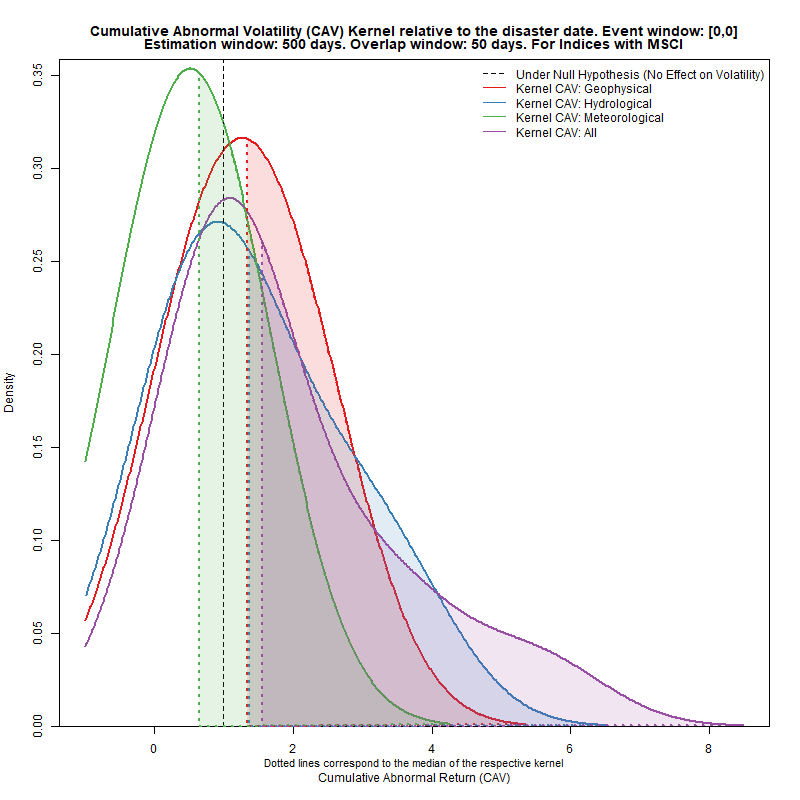 Cumulative Abnormal Volatility (CAV) Kernel relative to the disaster date. Event window: [0,0]
Estimation window: 500 days. Overlap window: 50 days. For Indices with MSCI
Under Null Hypothesis (No Effect on Volatility)
Kernel CAV: Geophysical
Kernel CAV: Hydrological
Kernel CAV: Meteorological
Kernel CAV: All
Density
0.35
0.30
0.25
0.20
0.15
0.10
0.05
0.00
0 2 4 6 8
Dotted lines correspond to the median of the respective kernel
Cumulative Abnormal Return (CAV)